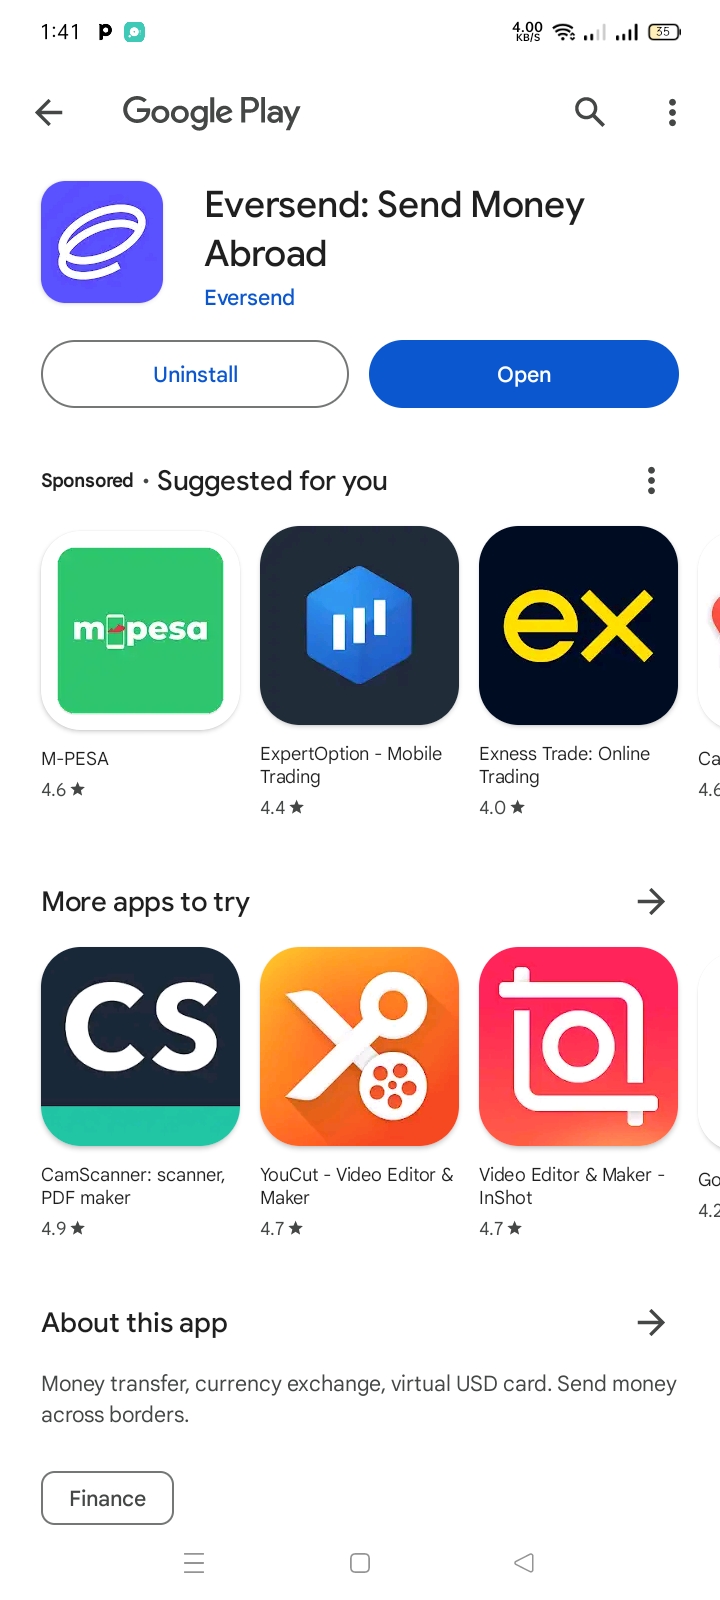 1:41
4.00
KB/S
35
Google Play
Eversend: Send Money
Abroad
Eversend
Uninstall
Open
Sponsored • Suggested for you
m pesa
ex
M-PESA
4.6 ★
ExpertOption - Mobile
Trading
4.4 ★
Exness Trade: Online
Trading
4.0 ★
Ca
4.6
More apps to try
CS
CamScanner: scanner,
PDF maker
4.9 ★
YouCut - Video Editor &
Maker
4.7 ★
Video Editor & Maker -
InShot
4.7 ★
Go
4.2
About this app
Money transfer, currency exchange, virtual USD card. Send money
across borders.
Finance